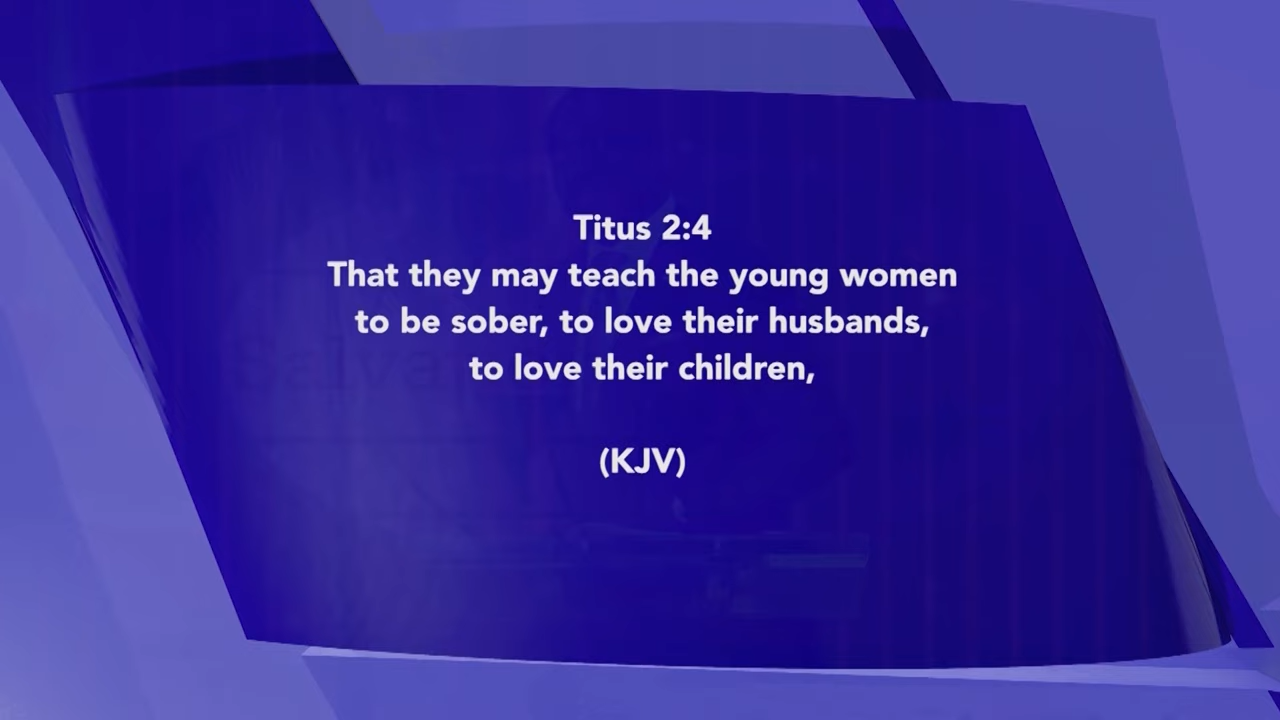 Titus 2:4
That they may teach the young women
to be sober, to love their husbands,
to love their children,
(KJV)